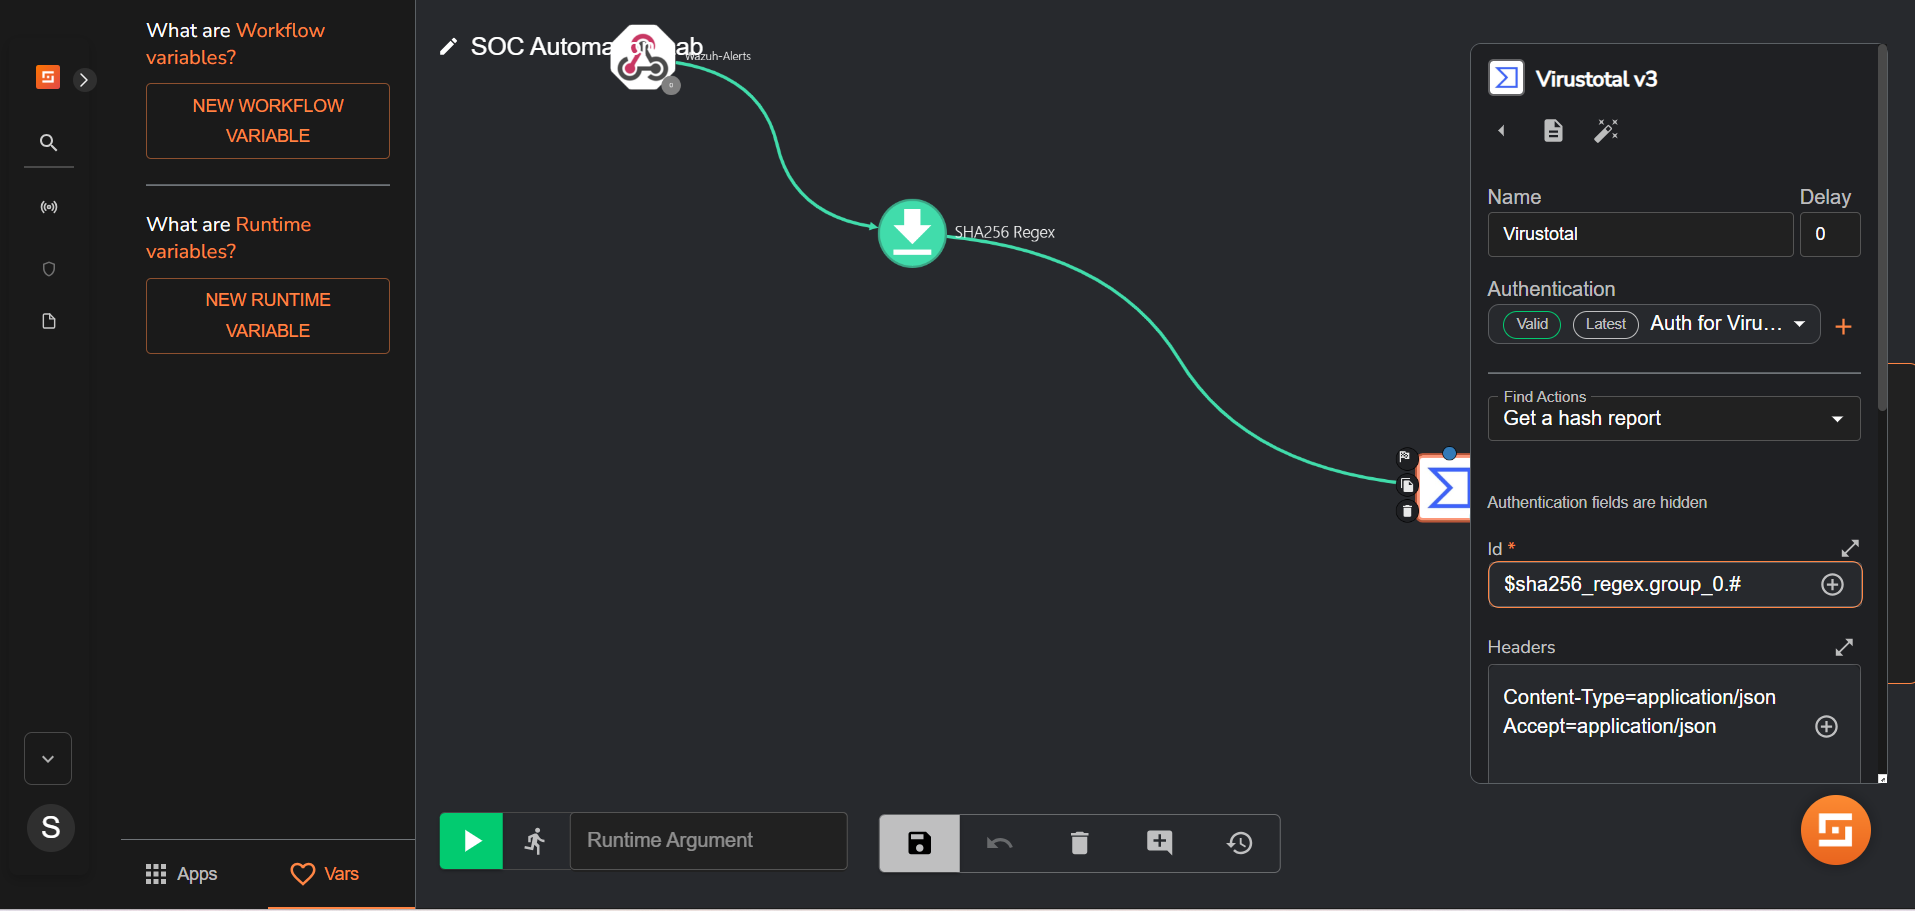 What are Workflow
variables?
NEW WORKFLOW
VARIABLE
What are Runtime
variables?
NEW RUNTIME
VARIABLE
S
Apps
Vars
SOC Automa
ab
Wazuh-Alerts
0
SHA256 Regex
Runtime Argument
Virustotal v3
Name
Delay
Virustotal
0
Authentication
Valid
Latest
Auth for Viru...
Find Actions
Get a hash report
Authentication fields are hidden
Id *
$sha256_regex.group_0.#
Headers
Content-Type=application/json
Accept=application/json